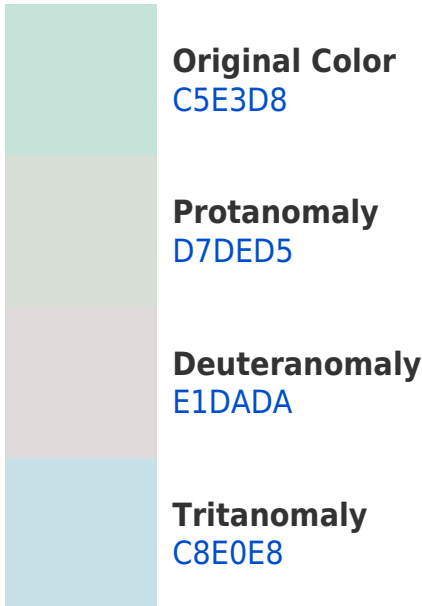 Original Color
C5E3D8
Protanomaly
D7DED5
Deuteranomaly
E1DADA
Tritanomaly
C8E0E8